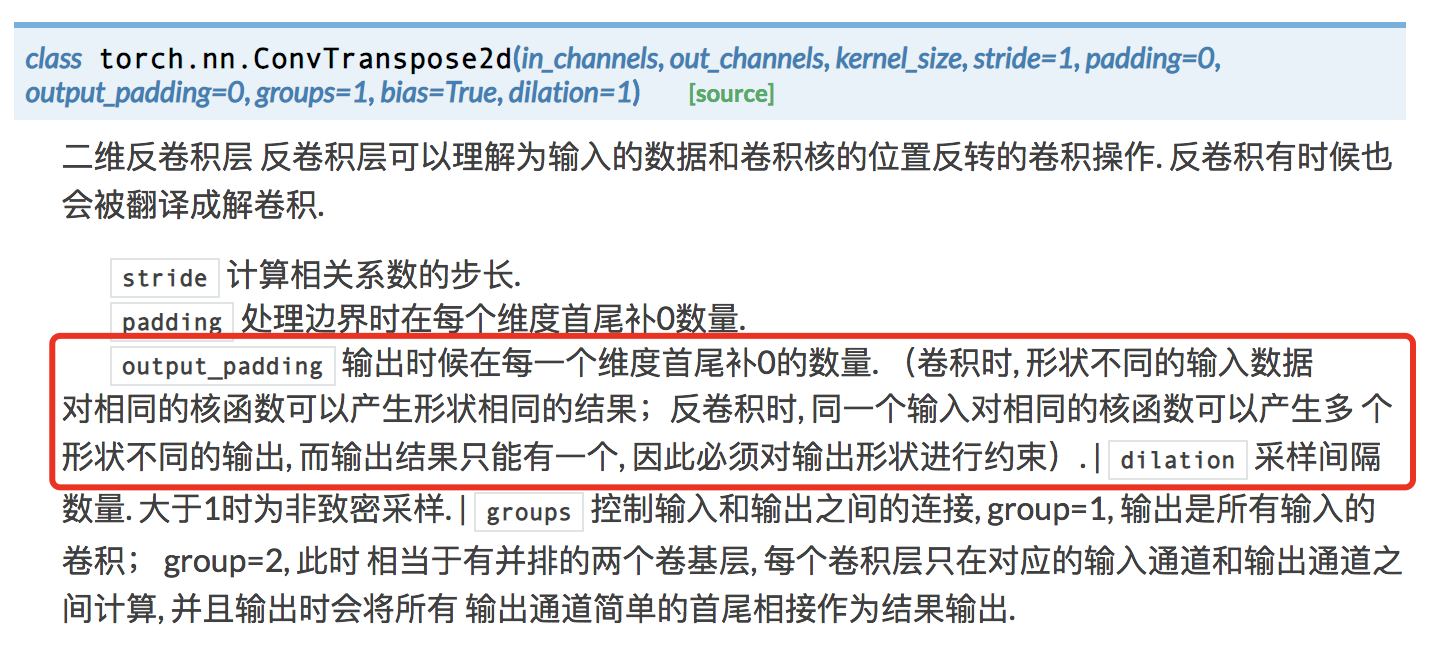 class torch.nn.ConvTranspose2d(in_channels, out_channels, kernel_size, stride=1, padding=0,
output_padding=0, groups=1, bias=True, dilation=1) [source]
二维反卷积层 反卷积层可以理解为输入的数据和卷积核的位置反转的卷积操作. 反卷积有时候也
会被翻译成解卷积.
stride 计算相关系数的步长.
padding 处理边界时在每个维度首尾补0数量.
output_padding 输出时候在每一个维度首尾补0的数量. （卷积时, 形状不同的输入数据
对相同的核函数可以产生形状相同的结果；反卷积时, 同一个输入对相同的核函数可以产生多 个
形状不同的输出, 而输出结果只能有一个, 因此必须对输出形状进行约束）. | dilation 采样间隔
数量. 大于1时为非致密采样. | groups 控制输入和输出之间的连接, group=1, 输出是所有输入的
卷积； group=2, 此时 相当于有并排的两个卷基层, 每个卷积层只在对应的输入通道和输出通道之
间计算, 并且输出时会将所有 输出通道简单的首尾相接作为结果输出.